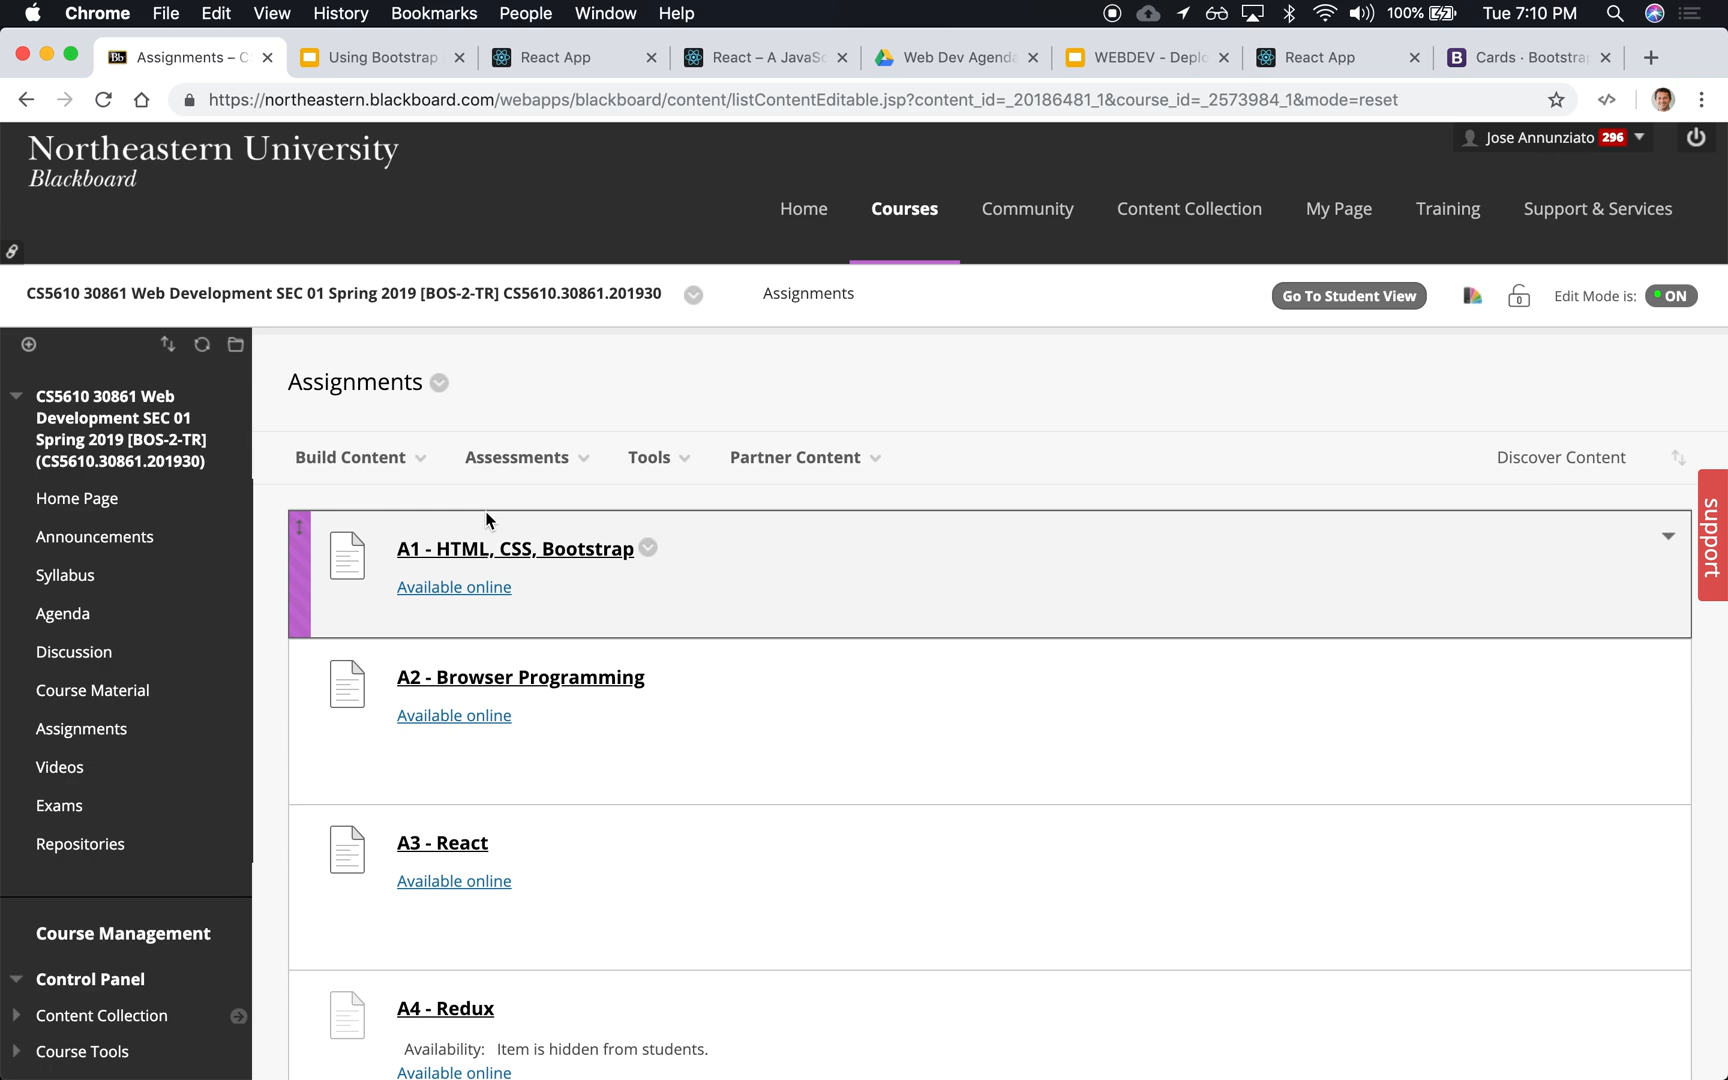 Chrome File Edit View History Bookmarks People Window Help 100% Tue 7:10 PM
Bb Assignments – C Using Bootstrap React App React – A JavaSc Web Dev Agenda WEBDEV - Deplo React App B Cards · Bootstrap
https://northeastern.blackboard.com/webapps/blackboard/content/listContentEditable.jsp?content_id=_20186481_1&course_id=_2573984_1&mode=reset
Northeastern University
Blackboard
Jose Annunziato 296
Home Courses Community Content Collection My Page Training Support & Services
CS5610 30861 Web Development SEC 01 Spring 2019 [BOS-2-TR] CS5610.30861.201930 Assignments Go To Student View Edit Mode is: ON
CS5610 30861 Web
Development SEC 01
Spring 2019 [BOS-2-TR]
(CS5610.30861.201930)
Home Page
Announcements
Syllabus
Agenda
Discussion
Course Material
Assignments
Videos
Exams
Repositories
Course Management
Control Panel
Content Collection
Course Tools
Assignments
Build Content Assessments Tools Partner Content Discover Content
A1 - HTML, CSS, Bootstrap
Available online
A2 - Browser Programming
Available online
A3 - React
Available online
A4 - Redux
Availability: Item is hidden from students.
Available online
support